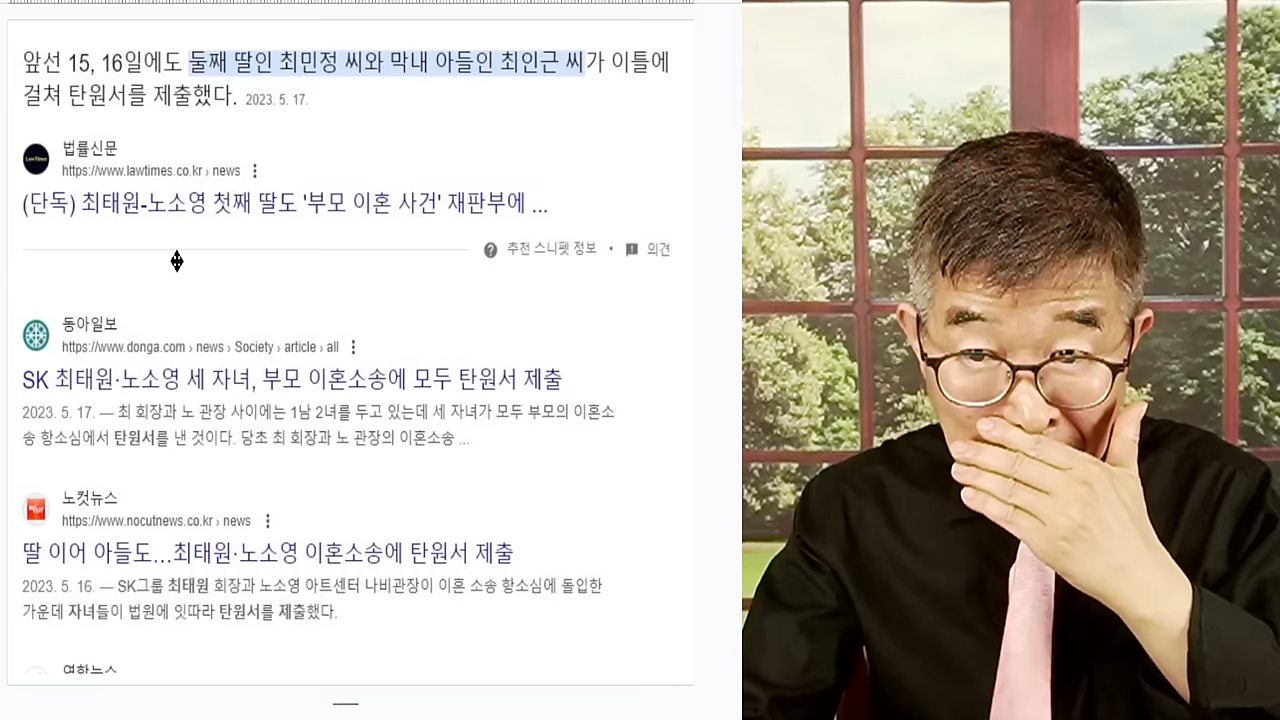 앞선 15, 16일에도 둘째 딸인 최민정 씨와 막내 아들인 최인근 씨가 이틀에
걸쳐 탄원서를 제출했다. 2023. 5. 17.
법률신문
https://www.lawtimes.co.kr › news
(단독) 최태원-노소영 첫째 딸도 '부모 이혼 사건' 재판부에 ...
추천 스니펫 정보 • 의견
동아일보
https://www.donga.com › news › Society › article › all
SK 최태원·노소영 세 자녀, 부모 이혼소송에 모두 탄원서 제출
2023. 5. 17. — 최 회장과 노 관장 사이에는 1남 2녀를 두고 있는데 세 자녀가 모두 부모의 이혼소
송 항소심에서 탄원서를 낸 것이다. 당초 최 회장과 노 관장의 이혼소송 ...
노컷뉴스
https://www.nocutnews.co.kr › news
딸 이어 아들도...최태원·노소영 이혼소송에 탄원서 제출
2023. 5. 16. — SK그룹 최태원 회장과 노소영 아트센터 나비관장이 이혼 소송 항소심에 돌입한
가운데 자녀들이 법원에 잇따라 탄원서를 제출했다.